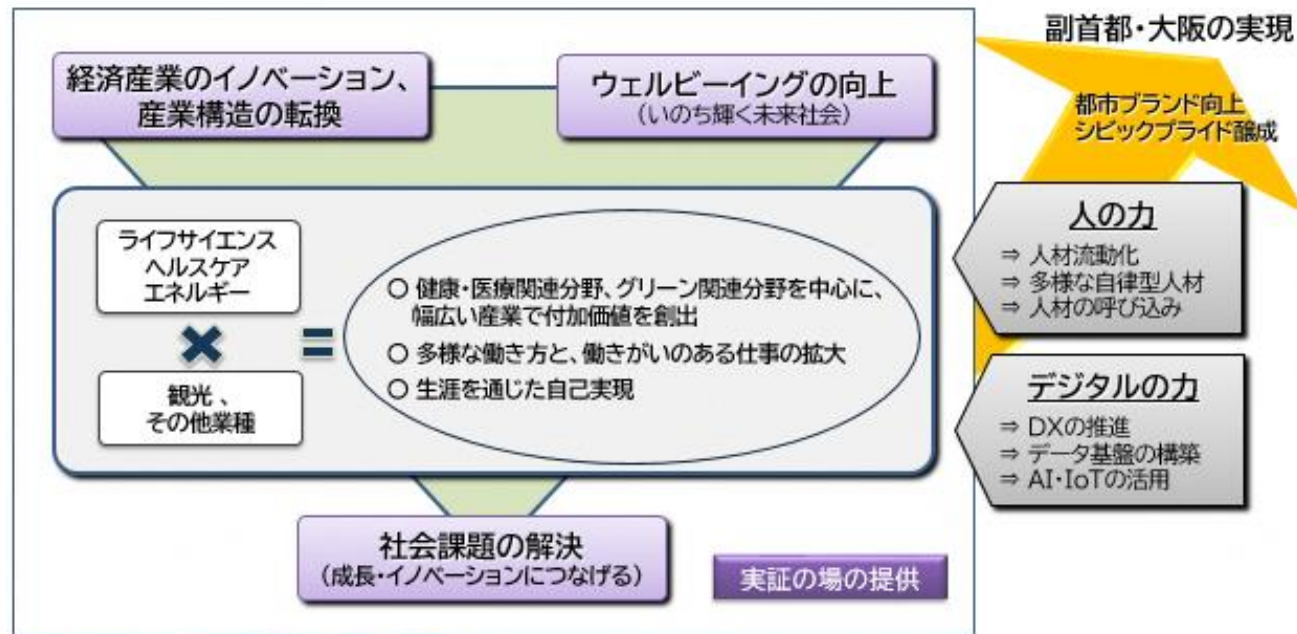 副首都・大阪の実現
経済産業のイノベーション、
産業構造の転換
ウェルビーイングの向上
（いのち輝く未来社会）
都市ブランド向上
シビックプライド醸成
ライフサイエンス
ヘルスケア
エネルギー
×
観光 、
その他業種
＝
○ 健康・医療関連分野、グリーン関連分野を中心に、
幅広い産業で付加価値を創出
○ 多様な働き方と、働きがいのある仕事の拡大
○ 生涯を通じた自己実現
人の力
⇒ 人材流動化
⇒ 多様な自律型人材
⇒ 人材の呼び込み
デジタルの力
⇒ DXの推進
⇒ データ基盤の構築
⇒ AI・IoTの活用
社会課題の解決
（成長・イノベーションにつなげる）
実証の場の提供